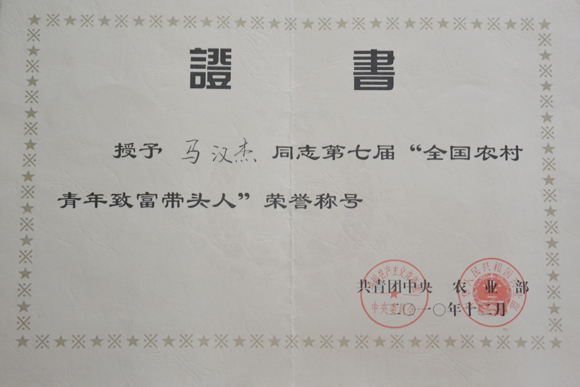 證書
授予 马汉杰 同志第七届“全国农村
青年致富带头人”荣誉称号
共青团中央 农业部
二〇一〇年十二月